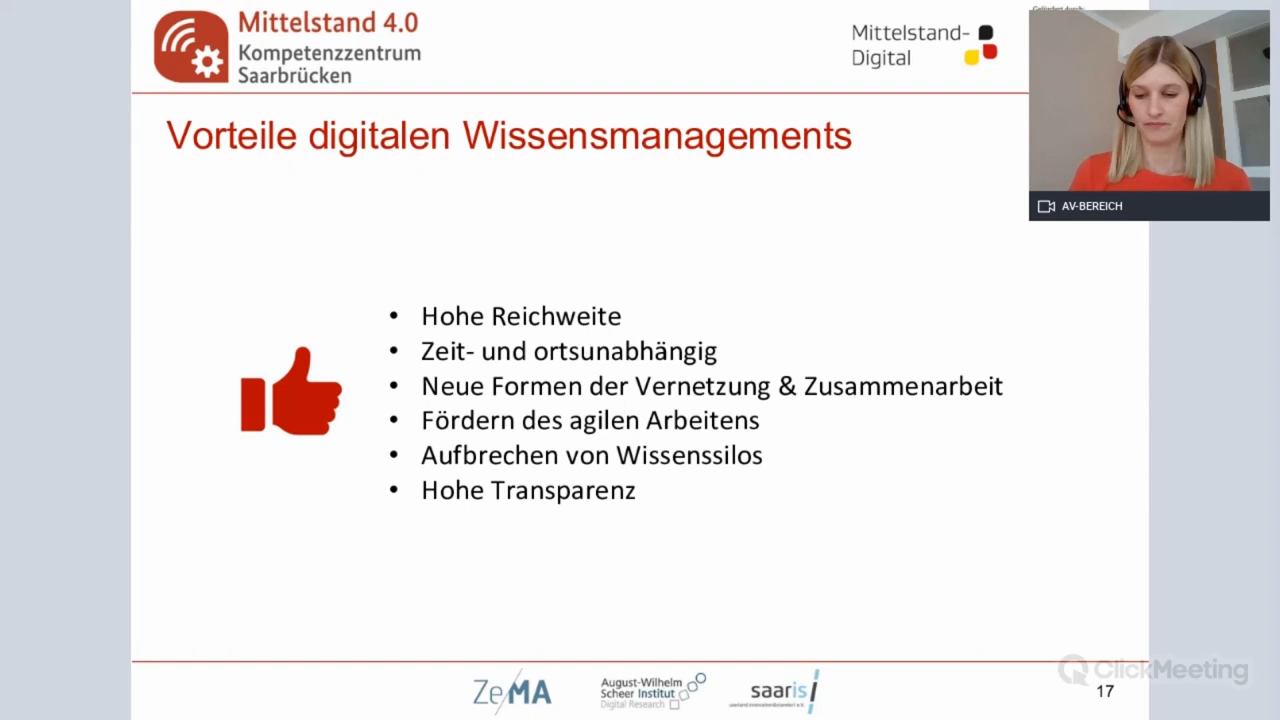 Mittelstand 4.0
Kompetenzzentrum
Saarbrücken
Mittelstand-
Digital
Gefördert durch:
AV-BEREICH
Vorteile digitalen Wissensmanagements
• Hohe Reichweite
• Zeit- und ortsunabhängig
• Neue Formen der Vernetzung & Zusammenarbeit
• Fördern des agilen Arbeitens
• Aufbrechen von Wissenssilos
• Hohe Transparenz
ZeMA
August-Wilhelm
Scheer Institut
Digital Research
saaris
ClickMeeting
17